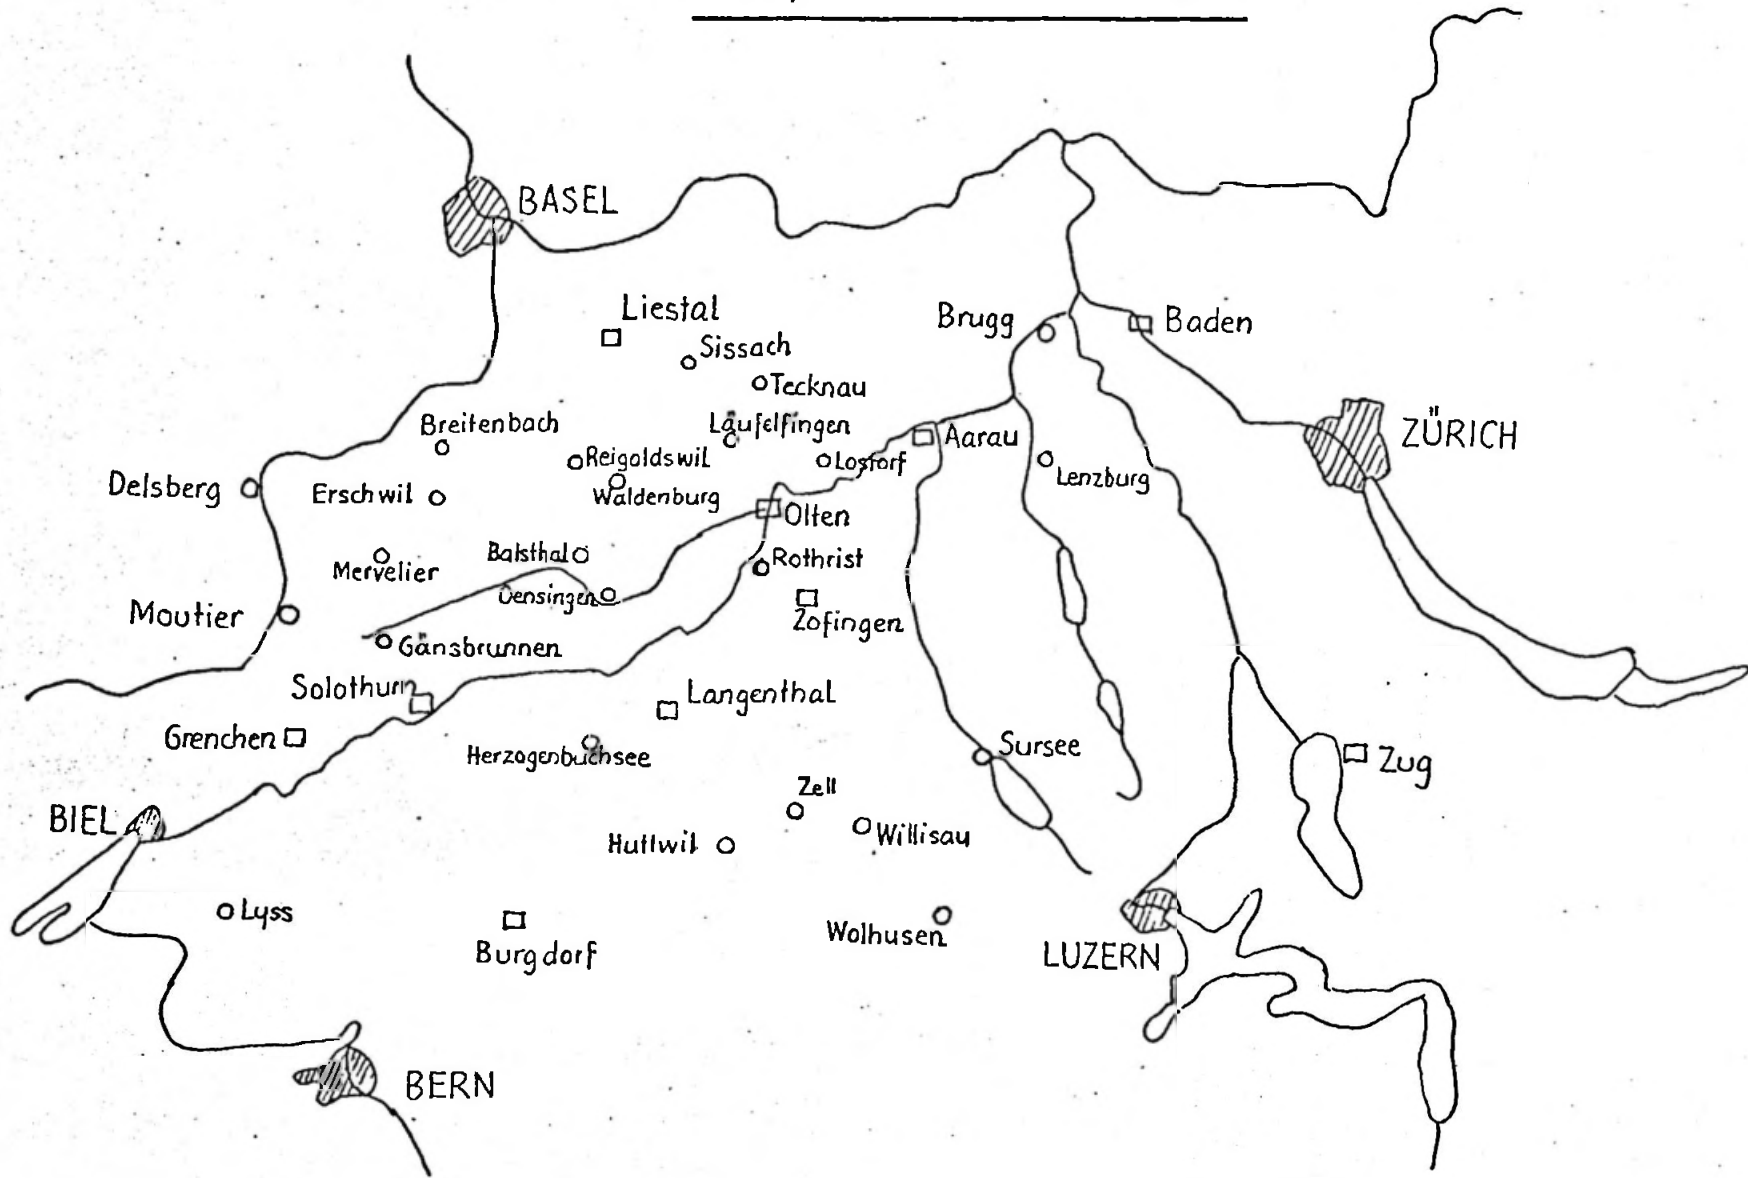 BASEL
Liestal
Brugg
Baden
Sissach
Tecknau
Breitenbach
Läufelfingen
Aarau
ZÜRICH
Reigoldswil
Lostorf
Delsberg
Erschwil
Waldenburg
Lenzburg
Olten
Balsthal
Rothrist
Mervelier
Oensingen
Moutier
Zofingen
Gänsbrunnen
Solothurn
Langenthal
Grenchen
Herzogenbuchsee
Sursee
Zug
Zell
BIEL
Huttwil
Willisau
Lyss
Wolhusen
Burgdorf
LUZERN
BERN